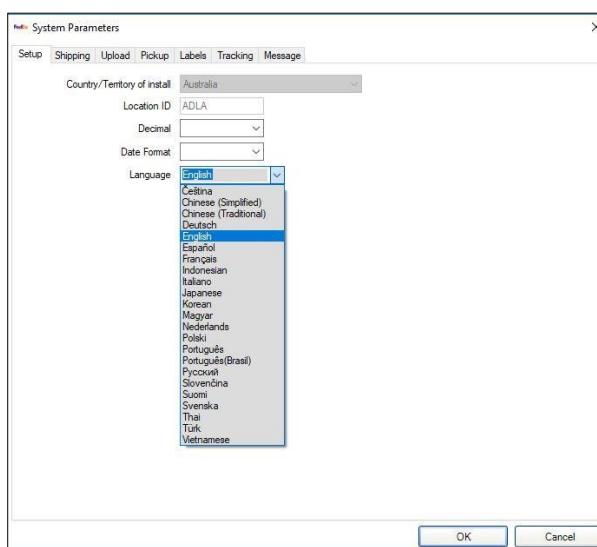 FedEx System Parameters
Setup Shipping Upload Pickup Labels Tracking Message
Country/Territory of install Australia
Location ID ADLA
Decimal
Date Format
Language English
Čeština
Chinese (Simplified)
Chinese (Traditional)
Deutsch
English
Español
Français
Indonesian
Italiano
Japanese
Korean
Magyar
Nederlands
Polski
Português
Português(Brasil)
Русский
Slovenčina
Suomi
Svenska
Thai
Türk
Vietnamese
OK Cancel